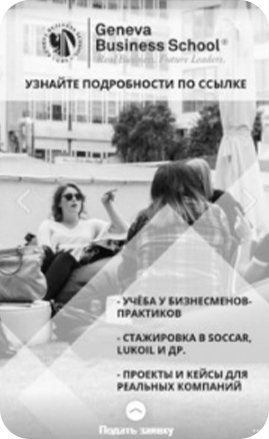 Geneva
Business School®
Real Business. Future Leaders.
УЗНАЙТЕ ПОДРОБНОСТИ ПО ССЫЛКЕ
- УЧЁБА У БИЗНЕСМЕНОВ-
ПРАКТИКОВ
- СТАЖИРОВКА В SOCCAR,
LUKOIL И ДР.
- ПРОЕКТЫ И КЕЙСЫ ДЛЯ
РЕАЛЬНЫХ КОМПАНИЙ
Подать заявку